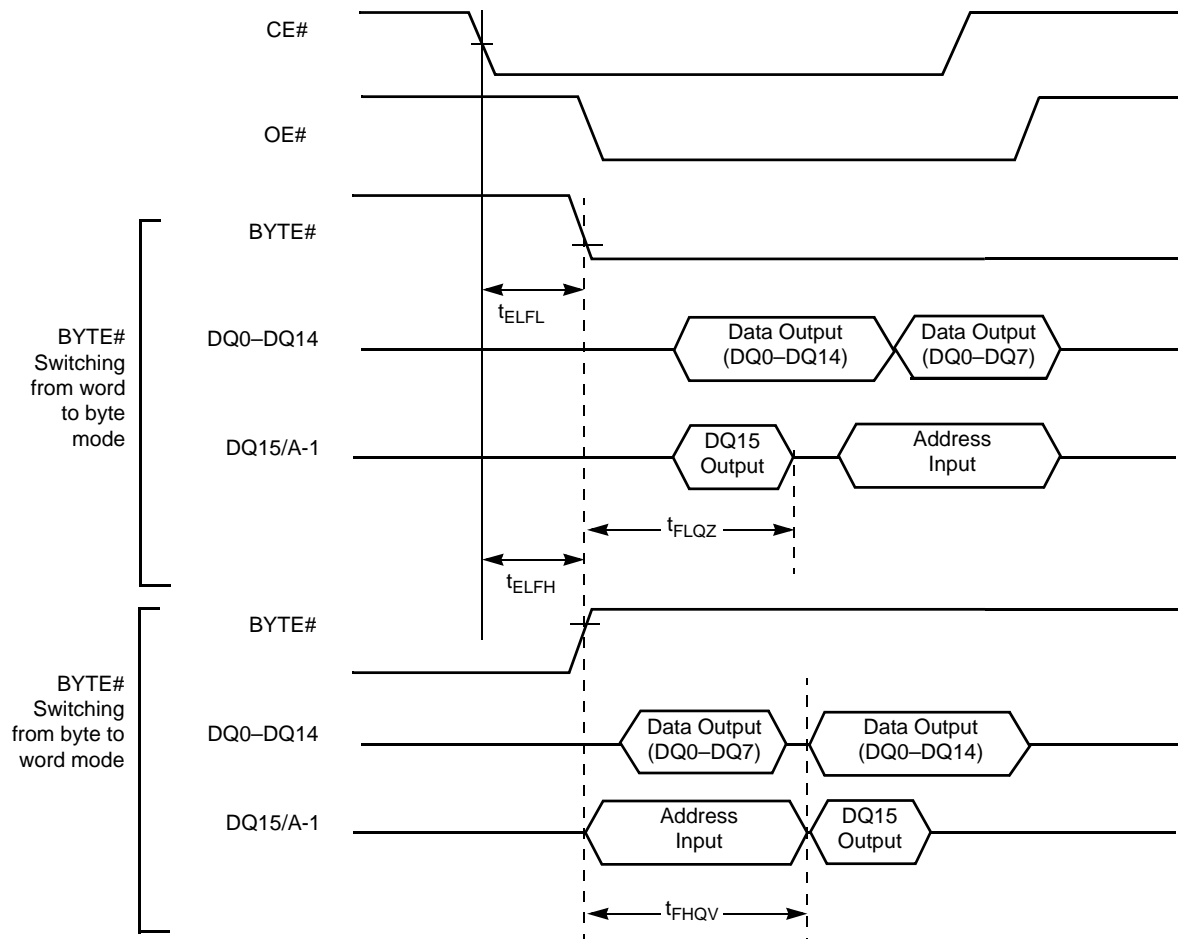 CE#
OE#
BYTE#
tELFL
BYTE#
Switching
from word
to byte
mode
DQ0–DQ14
Data Output
(DQ0–DQ14)
Data Output
(DQ0–DQ7)
DQ15/A-1
DQ15
Output
Address
Input
tFLQZ
tELFH
BYTE#
BYTE#
Switching
from byte to
word mode
DQ0–DQ14
Data Output
(DQ0–DQ7)
Data Output
(DQ0–DQ14)
DQ15/A-1
Address
Input
DQ15
Output
tFHQV